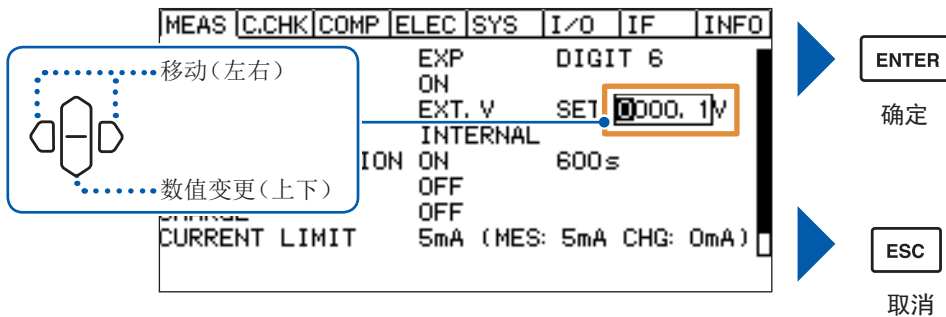 MEAS C.CHK COMP ELEC SYS I/O IF INFO
移动(左右)
数值变更(上下)
EXP DIGIT 6
ON
EXT. V SET 0000. 1V
INTERNAL
ION ON 600s
OFF
OFF
CURRENT LIMIT 5mA (MES: 5mA CHG: 0mA)
ENTER
确定
ESC
取消